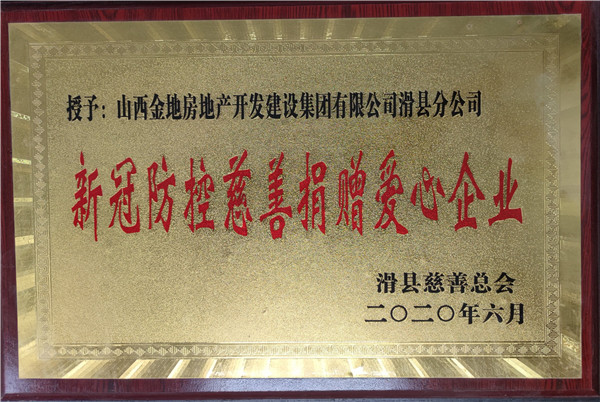 授予：山西金地房地产开发建设集团有限公司滑县分公司
新冠防控慈善捐赠爱心企业
滑县慈善总会
二〇二〇年六月